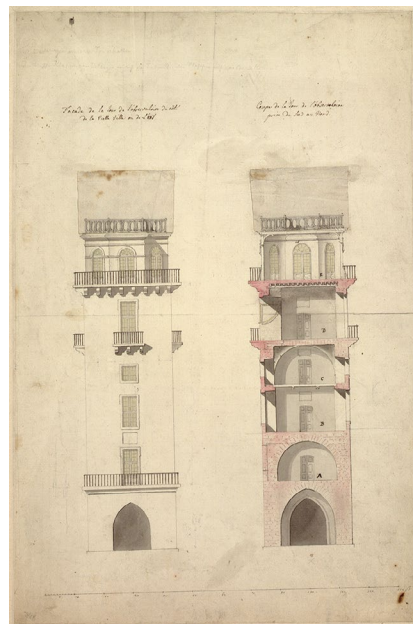 Façade de la Tour de l'observatoire du côté
de la Vielle Ville ou de l'Est
Coupe de la Tour de l'observatoire
prise du Sud au Nord
E
D
C
B
A